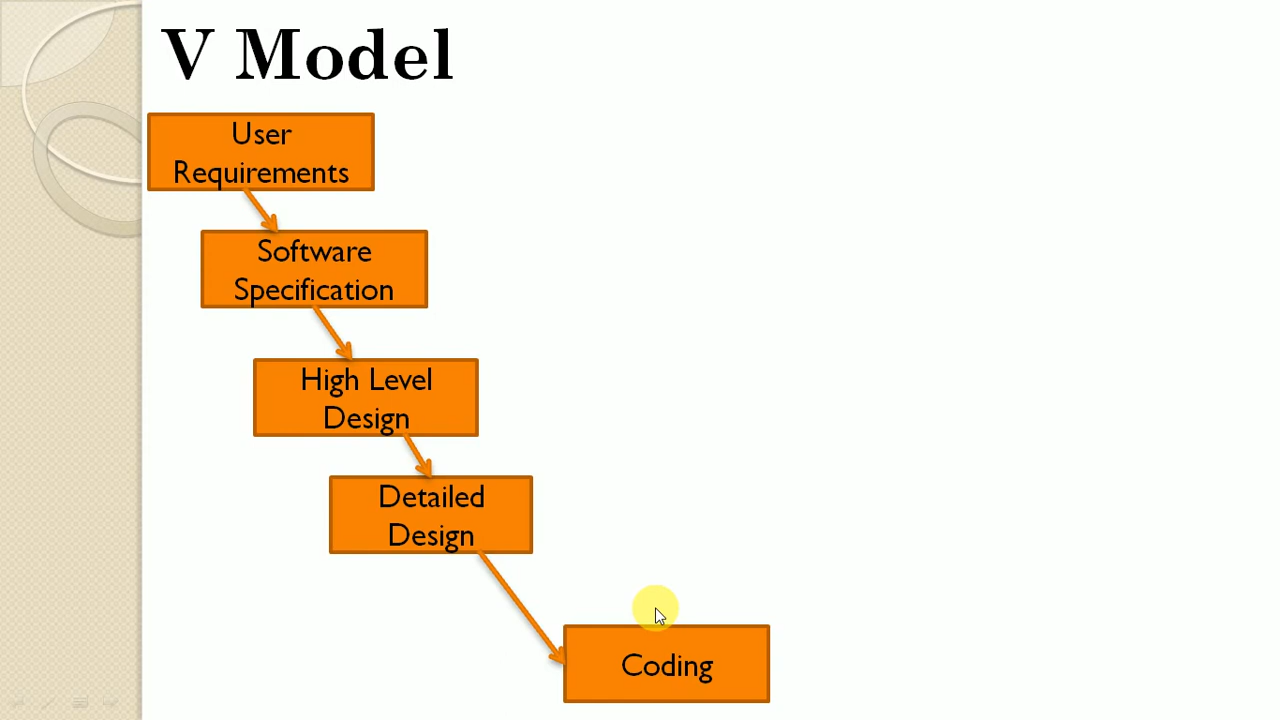 V Model
User
Requirements
Software
Specification
High Level
Design
Detailed
Design
Coding